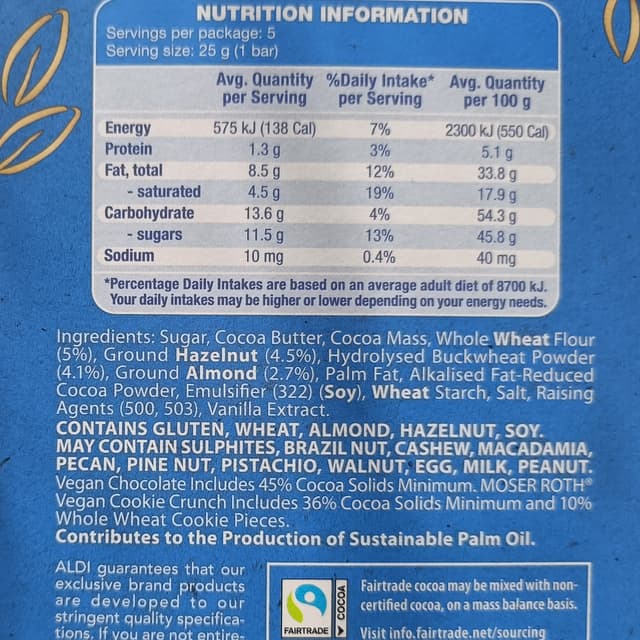 NUTRITION INFORMATION
Servings per package: 5
Serving size: 25 g (1 bar)
Avg. Quantity per Serving %Daily Intake* per Serving Avg. Quantity per 100 g
Energy 575 kJ (138 Cal) 7% 2300 kJ (550 Cal)
Protein 1.3 g 3% 5.1 g
Fat, total 8.5 g 12% 33.8 g
- saturated 4.5 g 19% 17.9 g
Carbohydrate 13.6 g 4% 54.3 g
- sugars 11.5 g 13% 45.8 g
Sodium 10 mg 0.4% 40 mg
*Percentage Daily Intakes are based on an average adult diet of 8700 kJ.
Your daily intakes may be higher or lower depending on your energy needs.
Ingredients: Sugar, Cocoa Butter, Cocoa Mass, Whole Wheat Flour
(5%), Ground Hazelnut (4.5%), Hydrolysed Buckwheat Powder
(4.1%), Ground Almond (2.7%), Palm Fat, Alkalised Fat-Reduced
Cocoa Powder, Emulsifier (322) (Soy), Wheat Starch, Salt, Raising
Agents (500, 503), Vanilla Extract.
CONTAINS GLUTEN, WHEAT, ALMOND, HAZELNUT, SOY.
MAY CONTAIN SULPHITES, BRAZIL NUT, CASHEW, MACADAMIA,
PECAN, PINE NUT, PISTACHIO, WALNUT, EGG, MILK, PEANUT.
Vegan Chocolate Includes 45% Cocoa Solids Minimum. MOSER ROTH®
Vegan Cookie Crunch Includes 36% Cocoa Solids Minimum and 10%
Whole Wheat Cookie Pieces.
Contributes to the Production of Sustainable Palm Oil.
ALDI guarantees that our
exclusive brand products
are developed to our
stringent quality specifica-
tions. If you are not entire-
FAIRTRADE
COCOA
Fairtrade cocoa may be mixed with non-
certified cocoa, on a mass balance basis.
Visit info.fairtrade.net/sourcing